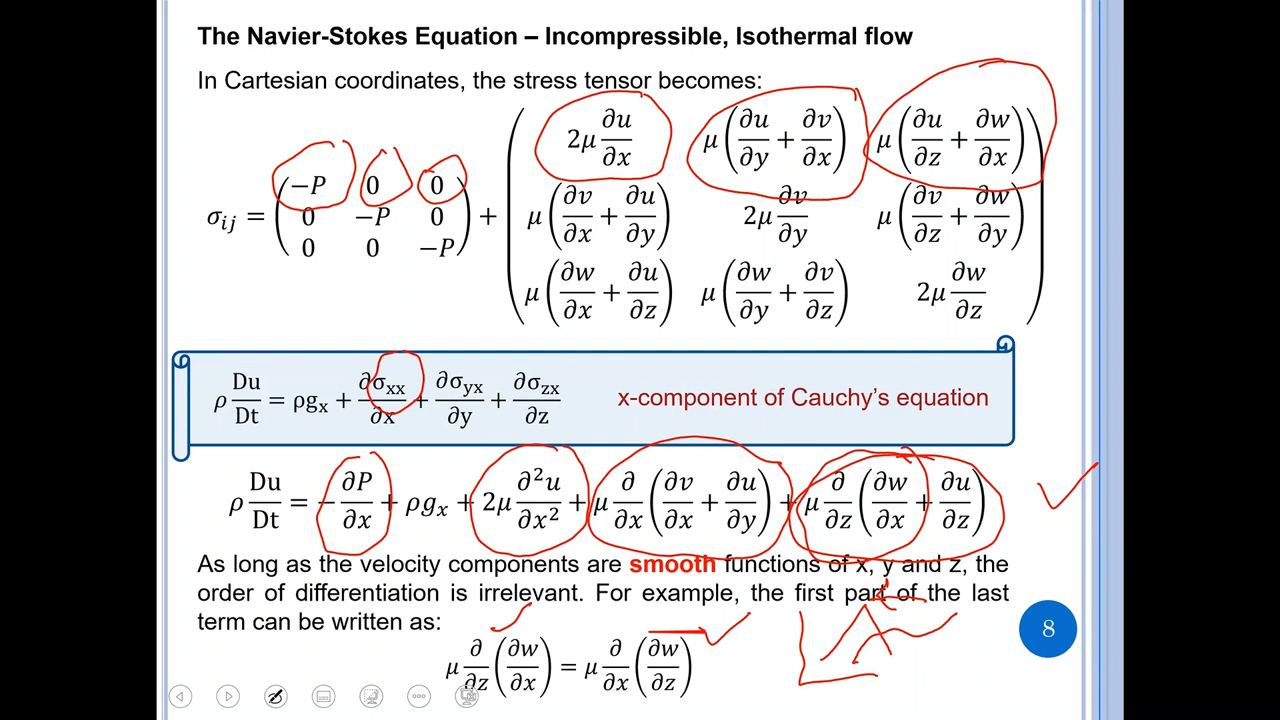 The Navier-Stokes Equation – Incompressible, Isothermal flow
In Cartesian coordinates, the stress tensor becomes:
σij = (−P 0 0; 0 −P 0; 0 0 −P) + (2μ ∂u/∂x μ(∂u/∂y + ∂v/∂x) μ(∂u/∂z + ∂w/∂x); μ(∂v/∂x + ∂u/∂y) 2μ ∂v/∂y μ(∂v/∂z + ∂w/∂y); μ(∂w/∂x + ∂u/∂z) μ(∂w/∂y + ∂v/∂z) 2μ ∂w/∂z)
ρ Du/Dt = ρgx + ∂σxx/∂x + ∂σyx/∂y + ∂σzx/∂z x-component of Cauchy’s equation
ρ Du/Dt = − ∂P/∂x + ρgx + 2μ ∂²u/∂x² + μ ∂/∂x (∂v/∂x + ∂u/∂y) + μ ∂/∂z (∂w/∂x + ∂u/∂z)
As long as the velocity components are smooth functions of x, y and z, the
order of differentiation is irrelevant. For example, the first part of the last
term can be written as:
μ ∂/∂z (∂w/∂x) = μ ∂/∂x (∂w/∂z)
8